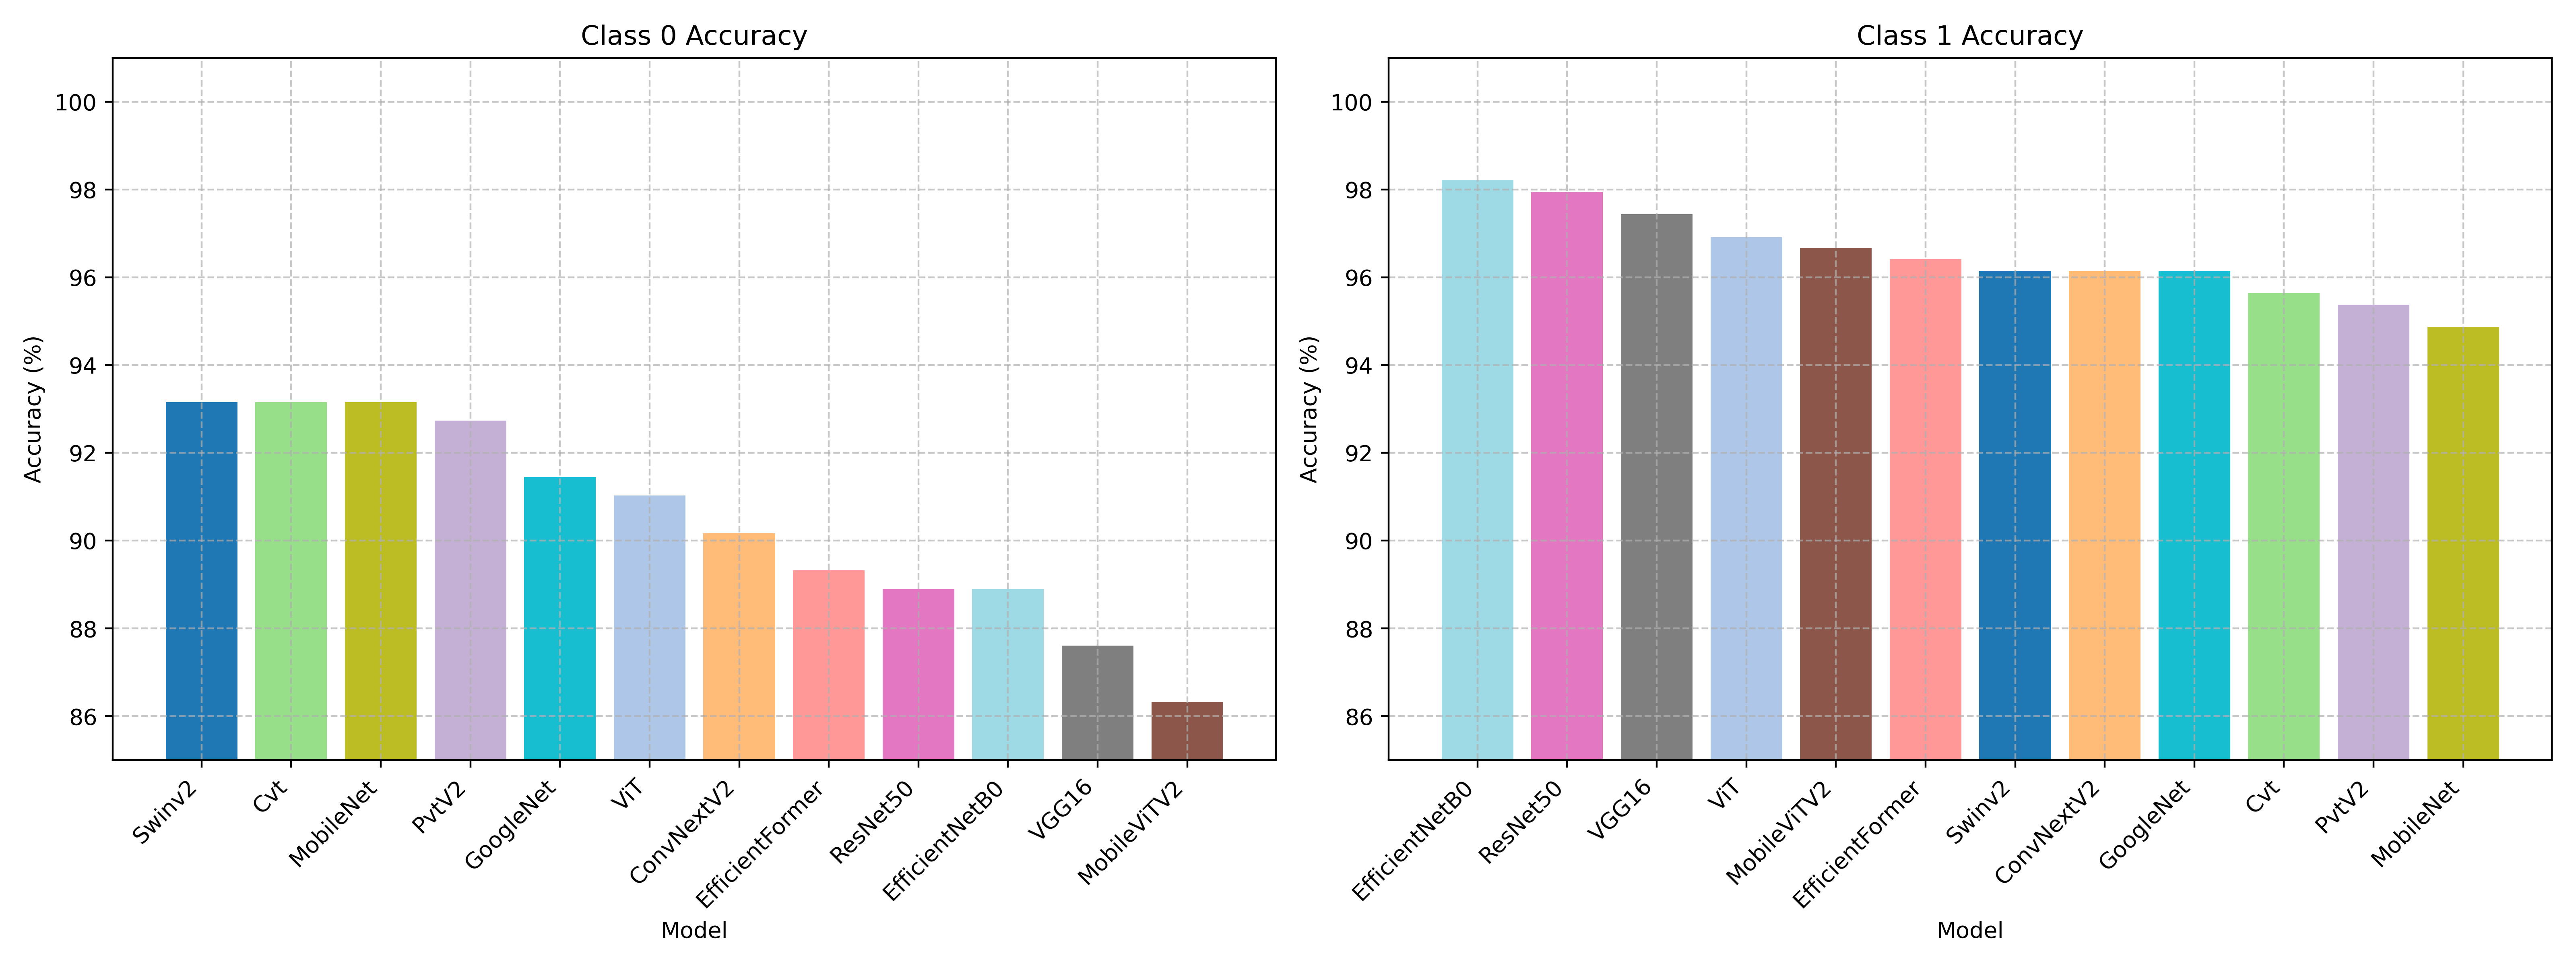 Class 0 Accuracy
Accuracy (%)
100
98
96
94
92
90
88
86
Swinv2
Cvt
MobileNet
PvtV2
GoogleNet
ViT
ConvNextV2
EfficientFormer
ResNet50
EfficientNetB0
VGG16
MobileViTV2
Model
Class 1 Accuracy
Accuracy (%)
100
98
96
94
92
90
88
86
EfficientNetB0
ResNet50
VGG16
ViT
MobileViTV2
EfficientFormer
Swinv2
ConvNextV2
GoogleNet
Cvt
PvtV2
MobileNet
Model